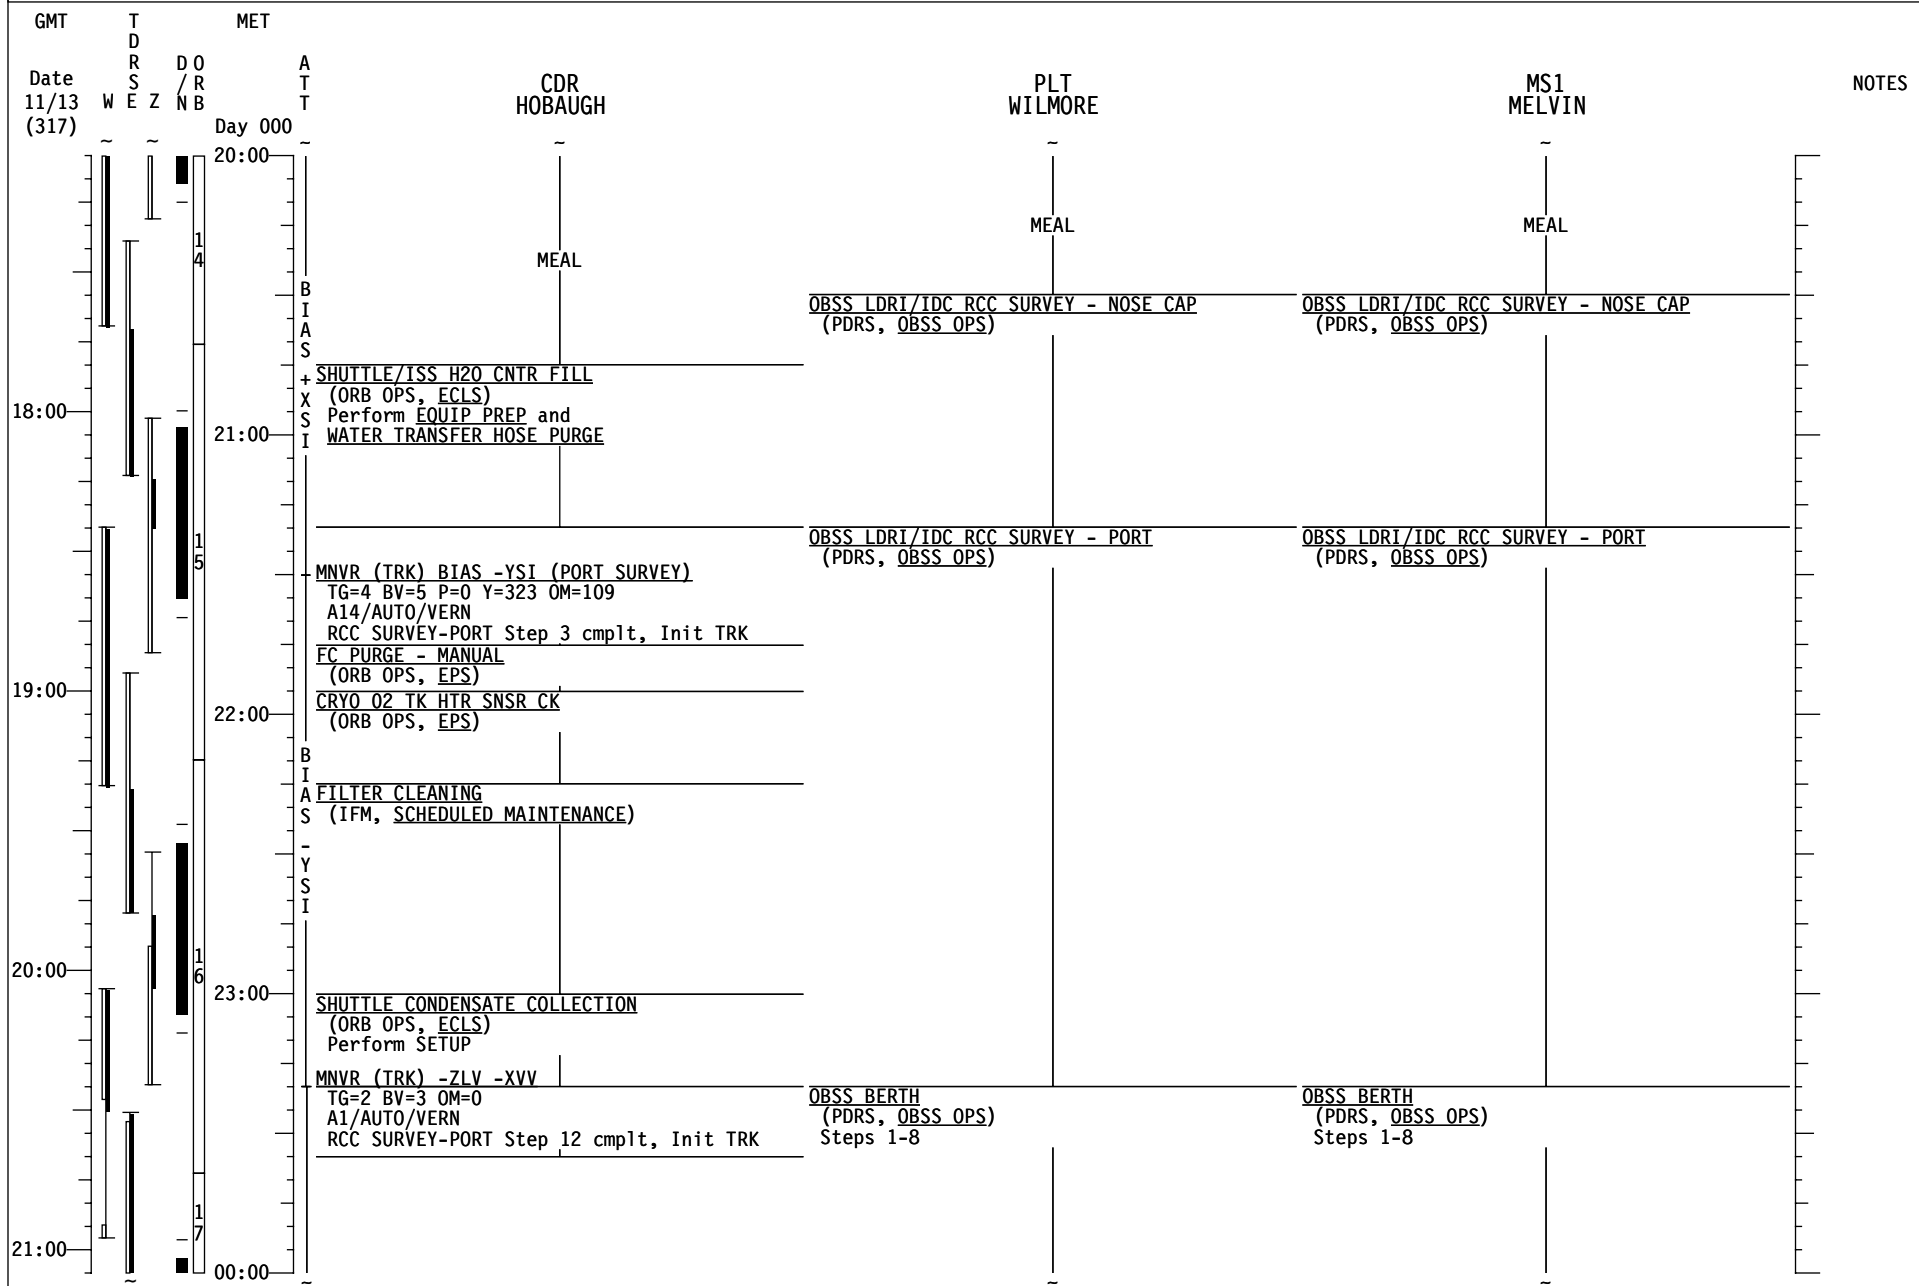 GMT
TDRSE
MET
Date
11/13
(317)
W E Z
D/N
ORB
Day 000
ATT
CDR
HOBAUGH
PLT
WILMORE
MS1
MELVIN
NOTES
~ ~ ~ ~ ~ ~
20:00
14
MEAL
MEAL
MEAL
BIAS +XSI
OBSS LDRI/IDC RCC SURVEY - NOSE CAP
(PDRS, OBSS OPS)
OBSS LDRI/IDC RCC SURVEY - NOSE CAP
(PDRS, OBSS OPS)
SHUTTLE/ISS H2O CNTR FILL
(ORB OPS, ECLS)
Perform EQUIP PREP and
WATER TRANSFER HOSE PURGE
18:00
21:00
15
OBSS LDRI/IDC RCC SURVEY - PORT
(PDRS, OBSS OPS)
OBSS LDRI/IDC RCC SURVEY - PORT
(PDRS, OBSS OPS)
MNVR (TRK) BIAS -YSI (PORT SURVEY)
TG=4 BV=5 P=0 Y=323 OM=109
A14/AUTO/VERN
RCC SURVEY-PORT Step 3 cmplt, Init TRK
FC PURGE - MANUAL
(ORB OPS, EPS)
19:00
CRYO O2 TK HTR SNSR CK
(ORB OPS, EPS)
22:00
BIAS -YSI
FILTER CLEANING
(IFM, SCHEDULED MAINTENANCE)
16
20:00
23:00
SHUTTLE CONDENSATE COLLECTION
(ORB OPS, ECLS)
Perform SETUP
MNVR (TRK) -ZLV -XVV
TG=2 BV=3 OM=0
A1/AUTO/VERN
RCC SURVEY-PORT Step 12 cmplt, Init TRK
OBSS BERTH
(PDRS, OBSS OPS)
Steps 1-8
OBSS BERTH
(PDRS, OBSS OPS)
Steps 1-8
17
21:00
00:00
~ ~ ~ ~